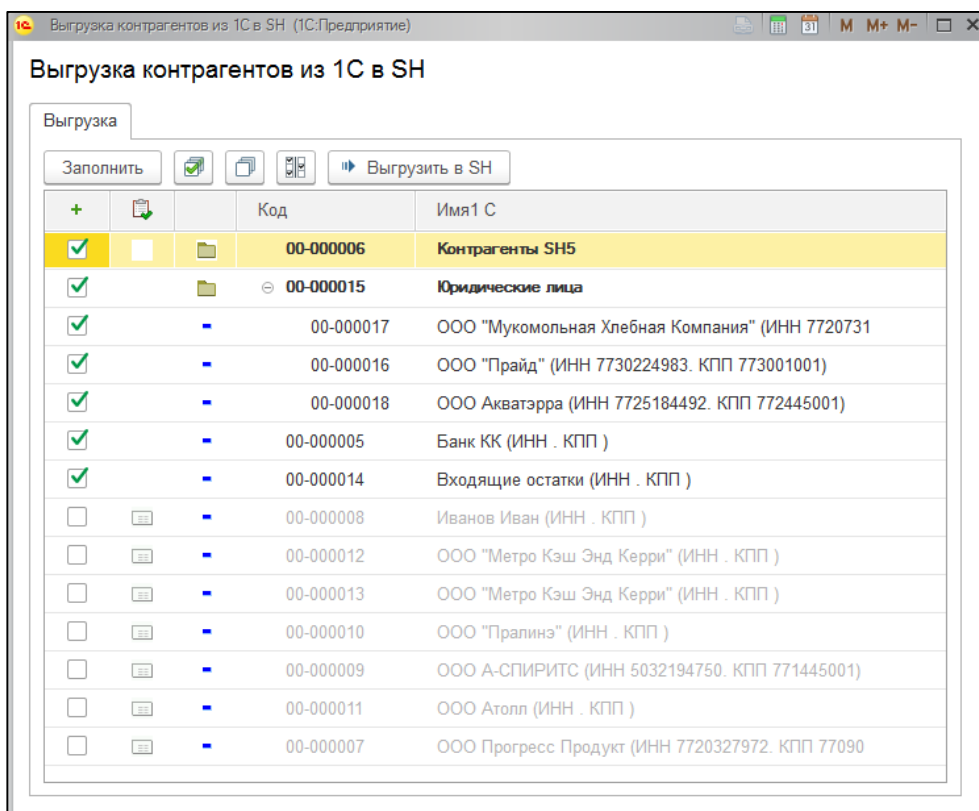 1С Выгрузка контрагентов из 1С в SH (1С:Предприятие) 31 M M+ M-
Выгрузка контрагентов из 1С в SH
Выгрузка
Заполнить Выгрузить в SH
+ Код Имя1 С
00-000006 Контрагенты SH5
00-000015 Юридические лица
00-000017 ООО "Мукомольная Хлебная Компания" (ИНН 7720731
00-000016 ООО "Прайд" (ИНН 7730224983. КПП 773001001)
00-000018 ООО Акватэрра (ИНН 7725184492. КПП 772445001)
00-000005 Банк КК (ИНН . КПП )
00-000014 Входящие остатки (ИНН . КПП )
00-000008 Иванов Иван (ИНН . КПП )
00-000012 ООО "Метро Кэш Энд Керри" (ИНН . КПП )
00-000013 ООО "Метро Кэш Энд Керри" (ИНН . КПП )
00-000010 ООО "Пралинэ" (ИНН . КПП )
00-000009 ООО А-СПИРИТС (ИНН 5032194750. КПП 771445001)
00-000011 ООО Атолл (ИНН . КПП )
00-000007 ООО Прогресс Продукт (ИНН 7720327972. КПП 77090